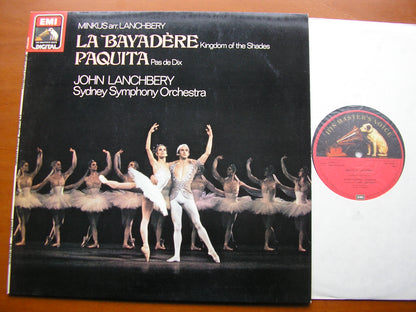 EMI
DIGITAL
MINKUS arr. LANCHBERY
LA BAYADÈRE Kingdom of the Shades
PAQUITA Pas de Dix
JOHN LANCHBERY
Sydney Symphony Orchestra
HIS MASTER'S VOICE
EMI